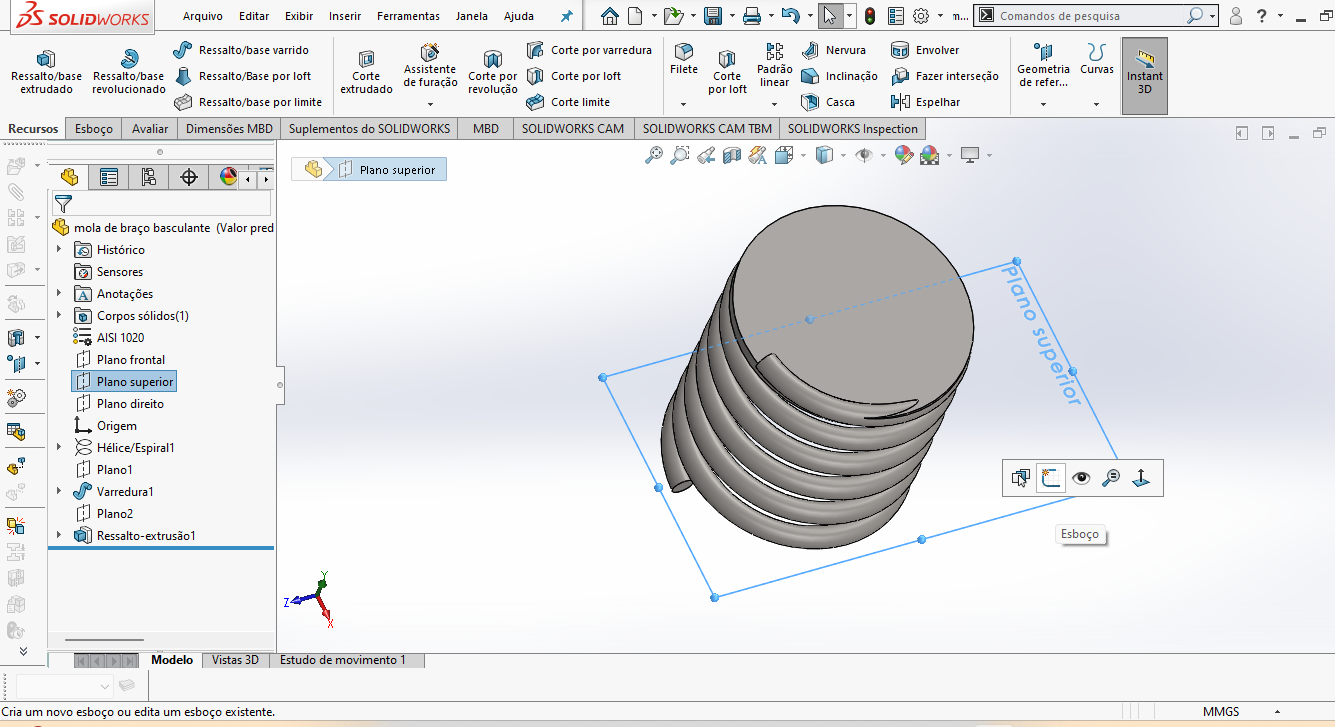 SOLIDWORKS
Arquivo Editar Exibir Inserir Ferramentas Janela Ajuda
m...
Comandos de pesquisa
?
Ressalto/base extrudado
Ressalto/base revolucionado
Ressalto/base varrido
Ressalto/Base por loft
Ressalto/base por limite
Corte extrudado
Assistente de furação
Corte por revolução
Corte por varredura
Corte por loft
Corte limite
Filete
Corte por loft
Padrão linear
Nervura
Inclinação
Casca
Envolver
Fazer interseção
Espelhar
Geometria de refer...
Curvas
Instant 3D
Recursos Esboço Avaliar Dimensões MBD Suplementos do SOLIDWORKS MBD SOLIDWORKS CAM SOLIDWORKS CAM TBM SOLIDWORKS Inspection
Plano superior
mola de braço basculante (Valor pred
Histórico
Sensores
A Anotações
Corpos sólidos(1)
AISI 1020
Plano frontal
Plano superior
Plano direito
Origem
Hélice/Espiral1
Plano1
Varredura1
Plano2
Ressalto-extrusão1
Plano superior
Esboço
Y
Z
X
Modelo Vistas 3D Estudo de movimento 1
Cria um novo esboço ou edita um esboço existente.
MMGS